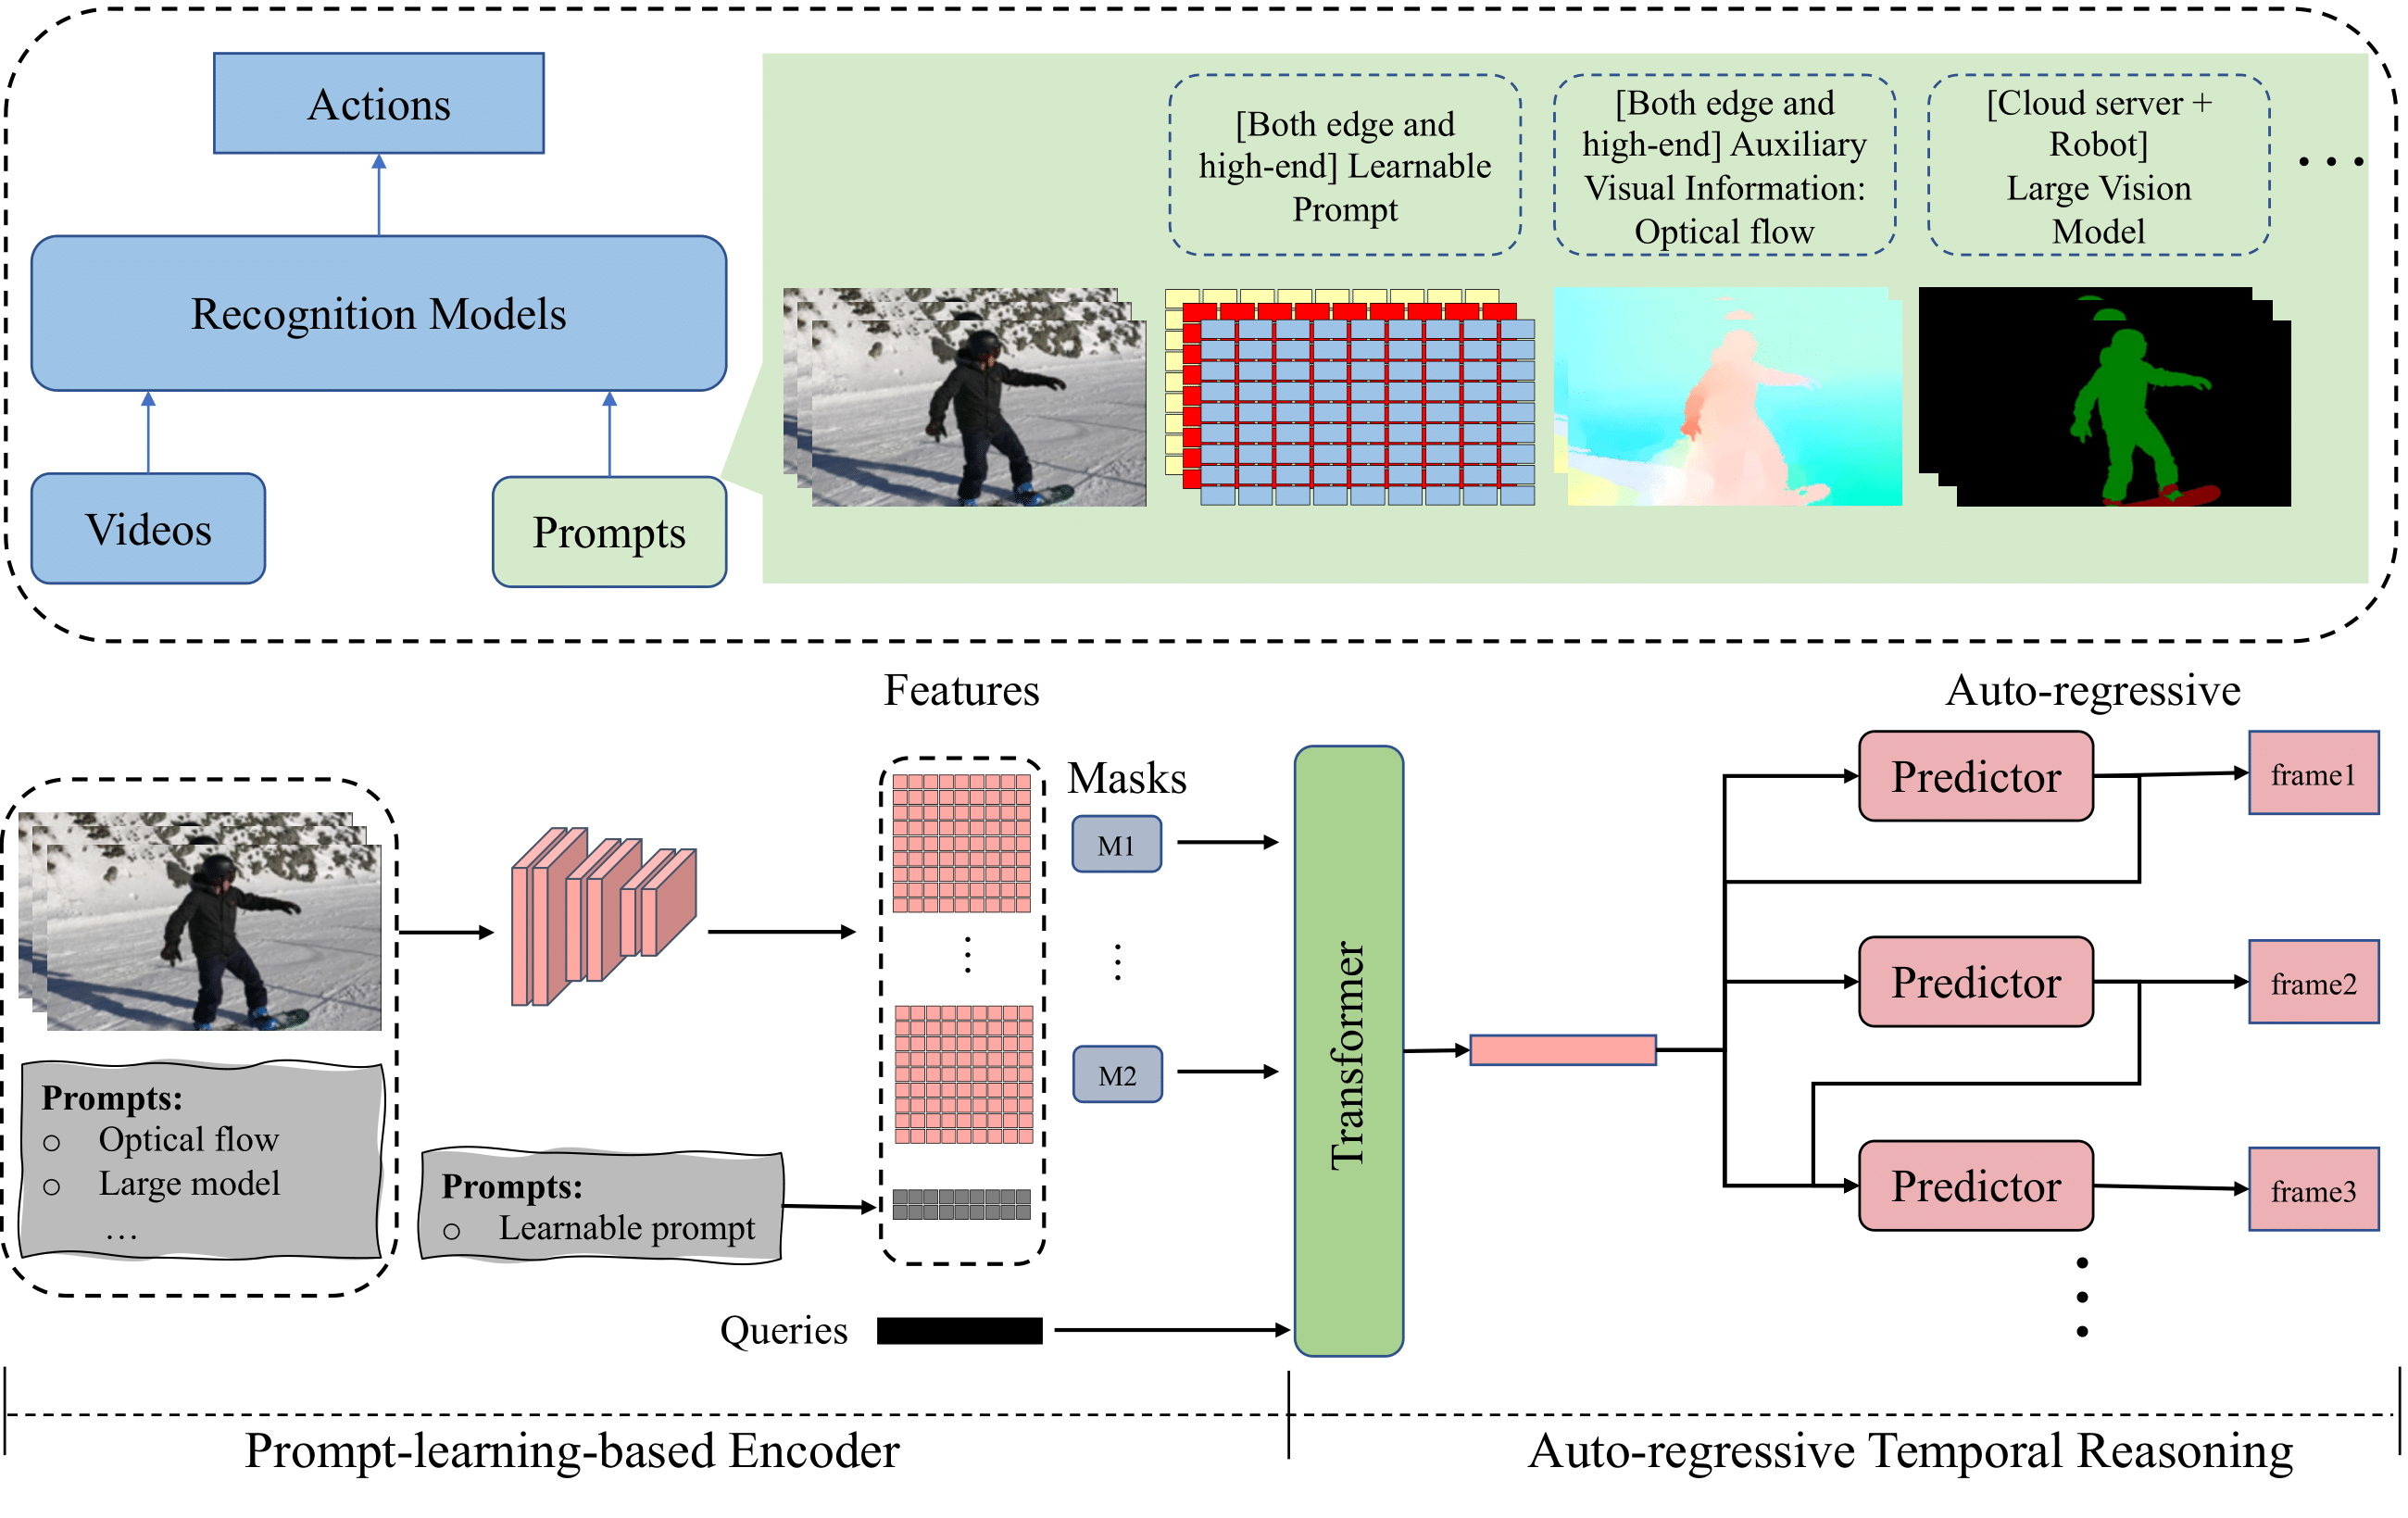 Actions
Recognition Models
Videos
Prompts
[Both edge and
high-end] Learnable
Prompt
[Both edge and
high-end] Auxiliary
Visual Information:
Optical flow
[Cloud server +
Robot]
Large Vision
Model
...
Features
Masks
M1
M2
Prompts:
o Optical flow
o Large model
...
Prompts:
o Learnable prompt
Queries
Transformer
Auto-regressive
Predictor
frame1
Predictor
frame2
Predictor
frame3
Prompt-learning-based Encoder
Auto-regressive Temporal Reasoning